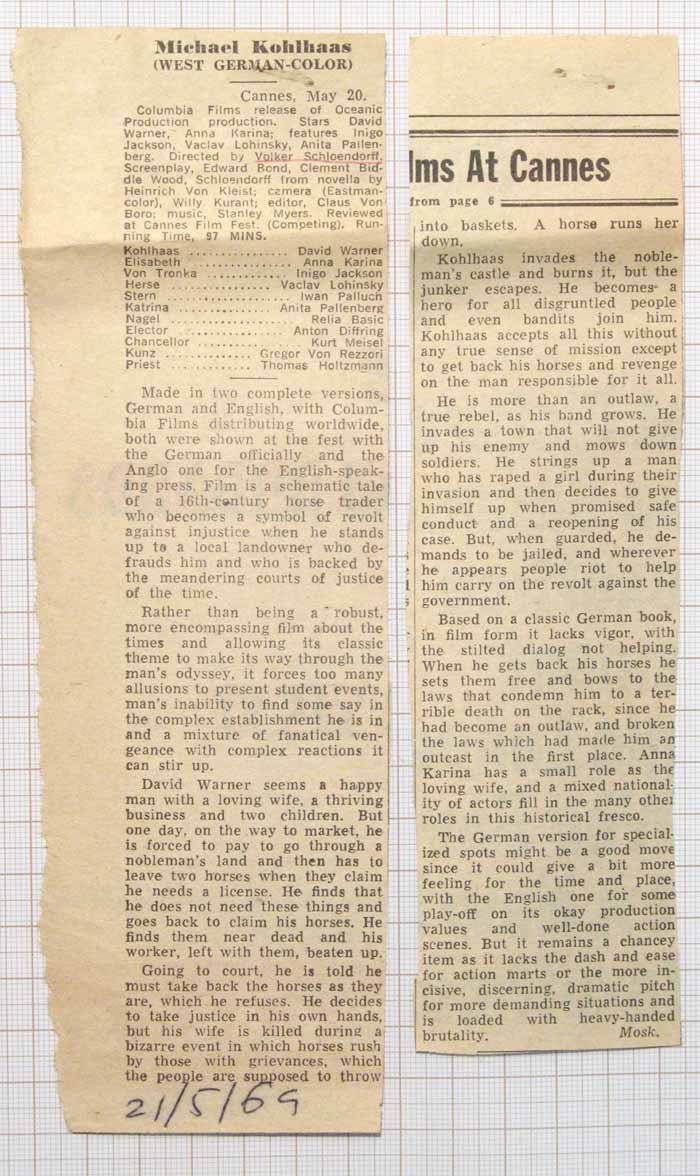 Michael Kohlhaas
(WEST GERMAN-COLOR)
Cannes, May 20.
Columbia Films release of Oceanic
Production production. Stars David
Warner, Anna Karina; features Inigo
Jackson, Vaclav Lohinsky, Anita Pallen-
berg. Directed by Volker Schloendorff.
Screenplay, Edward Bond, Clement Bid-
dle Wood, Schloendorff from novella by
Heinrich Von Kleist; camera (Eastman-
color), Willy Kurant; editor, Claus Von
Boro; music, Stanley Myers. Reviewed
at Cannes Film Fest. (Competing). Run-
ning Time, 97 MINS.
Kohlhaas ............... David Warner
Elisabeth ............... Anna Karina
Von Tronka ............ Inigo Jackson
Herse ................ Vaclav Lohinsky
Stern .................. Iwan Palluch
Katrina .............. Anita Pallenberg
Nagel .................... Relia Basic
Elector ................ Anton Diffring
Chancellor .............. Kurt Meisel
Kunz ............. Gregor Von Rezzori
Priest ............. Thomas Holtzmann
Made in two complete versions,
German and English, with Colum-
bia Films distributing worldwide,
both were shown at the fest with
the German officially and the
Anglo one for the English-speak-
ing press. Film is a schematic tale
of a 16th-century horse trader
who becomes a symbol of revolt
against injustice when he stands
up to a local landowner who de-
frauds him and who is backed by
the meandering courts of justice
of the time.
Rather than being a robust,
more encompassing film about the
times and allowing its classic
theme to make its way through the
man's odyssey, it forces too many
allusions to present student events,
man's inability to find some say in
the complex establishment he is in
and a mixture of fanatical ven-
geance with complex reactions it
can stir up.
David Warner seems a happy
man with a loving wife, a thriving
business and two children. But
one day, on the way to market, he
is forced to pay to go through a
nobleman's land and then has to
leave two horses when they claim
he needs a license. He finds that
he does not need these things and
goes back to claim his horses. He
finds them near dead and his
worker, left with them, beaten up.
Going to court, he is told he
must take back the horses as they
are, which he refuses. He decides
to take justice in his own hands,
but his wife is killed during a
bizarre event in which horses rush
by those with grievances, which
the people are supposed to throw
21/5/69
lms At Cannes
from page 6
into baskets. A horse runs her
down.
Kohlhaas invades the noble-
man's castle and burns it, but the
junker escapes. He becomes a
hero for all disgruntled people
and even bandits join him.
Kohlhaas accepts all this without
any true sense of mission except
to get back his horses and revenge
on the man responsible for it all.
He is more than an outlaw, a
true rebel, as his band grows. He
invades a town that will not give
up his enemy and mows down
soldiers. He strings up a man
who has raped a girl during their
invasion and then decides to give
himself up when promised safe
conduct and a reopening of his
case. But, when guarded, he de-
mands to be jailed, and wherever
he appears people riot to help
him carry on the revolt against the
government.
Based on a classic German book,
in film form it lacks vigor, with
the stilted dialog not helping.
When he gets back his horses he
sets them free and bows to the
laws that condemn him to a ter-
rible death on the rack, since he
had become an outlaw, and broken
the laws which had made him an
outcast in the first place. Anna
Karina has a small role as the
loving wife, and a mixed national-
ity of actors fill in the many other
roles in this historical fresco.
The German version for special-
ized spots might be a good move
since it could give a bit more
feeling for the time and place,
with the English one for some
play-off on its okay production
values and well-done action
scenes. But it remains a chancey
item as it lacks the dash and ease
for action marts or the more in-
cisive, discerning, dramatic pitch
for more demanding situations and
is loaded with heavy-handed
brutality. Mosk.